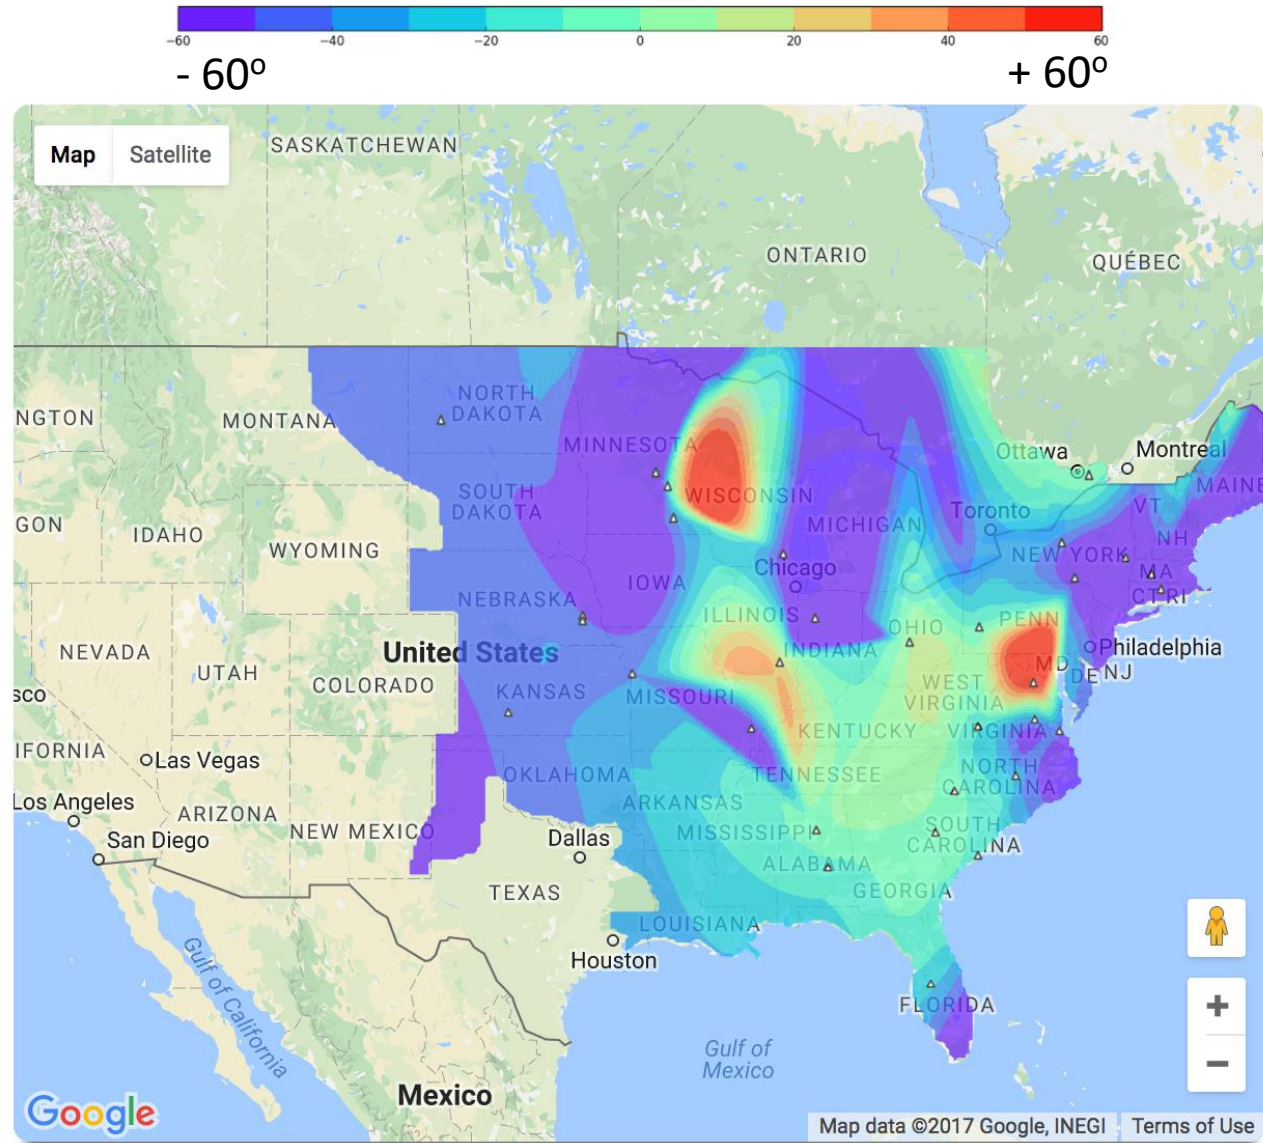 −60 −40 −20 0 20 40 60
- 60º + 60º
Map Satellite
SASKATCHEWAN
ONTARIO
QUÉBEC
NGTON
MONTANA
NORTH
DAKOTA
MINNESOTA
Ottawa
Montreal
MAINE
SOUTH
DAKOTA
WISCONSIN
VT
GON
IDAHO
WYOMING
MICHIGAN
Toronto
NH
NEW YORK
Chicago
MA
IOWA
CT RI
NEBRASKA
ILLINOIS
OHIO
PENN
NEVADA
United States
INDIANA
Philadelphia
UTAH
COLORADO
MD
DE NJ
sco
KANSAS
MISSOURI
WEST
VIRGINIA
KENTUCKY
VIRGINIA
IFORNIA
Las Vegas
OKLAHOMA
TENNESSEE
NORTH
CAROLINA
Los Angeles
ARIZONA
NEW MEXICO
ARKANSAS
MISSISSIPPI
SOUTH
CAROLINA
San Diego
Dallas
ALABAMA
TEXAS
GEORGIA
LOUISIANA
Houston
FLORIDA
Gulf of California
Gulf of
Mexico
Mexico
Google
Map data ©2017 Google, INEGI Terms of Use